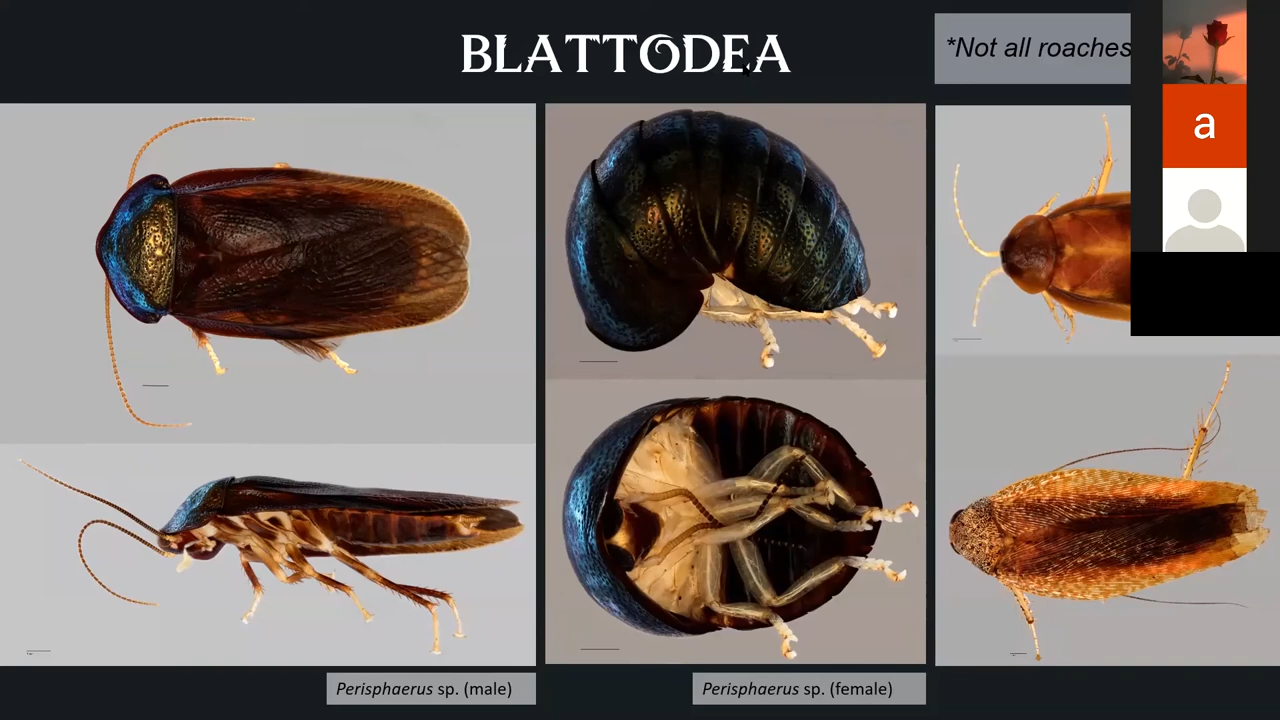 BLATTODEA
*Not all roaches
a
Perisphaerus sp. (male)
Perisphaerus sp. (female)